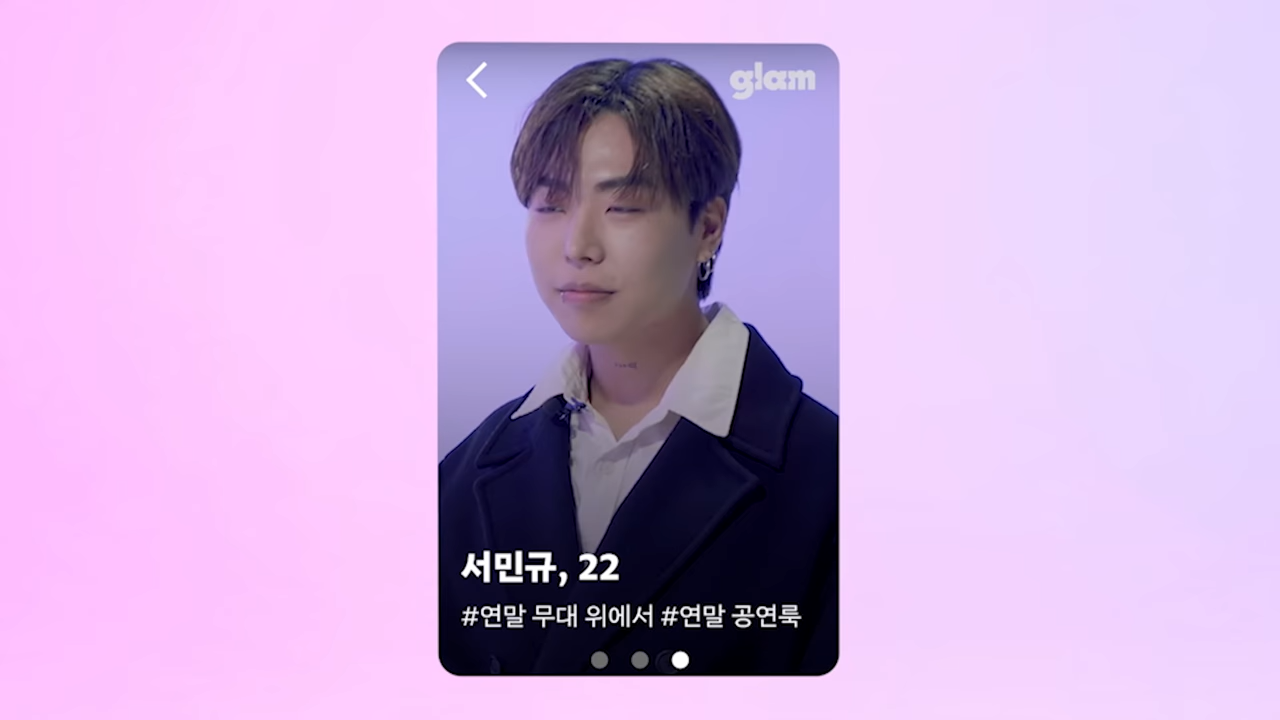 glam
서민규, 22
#연말 무대 위에서 #연말 공연룩